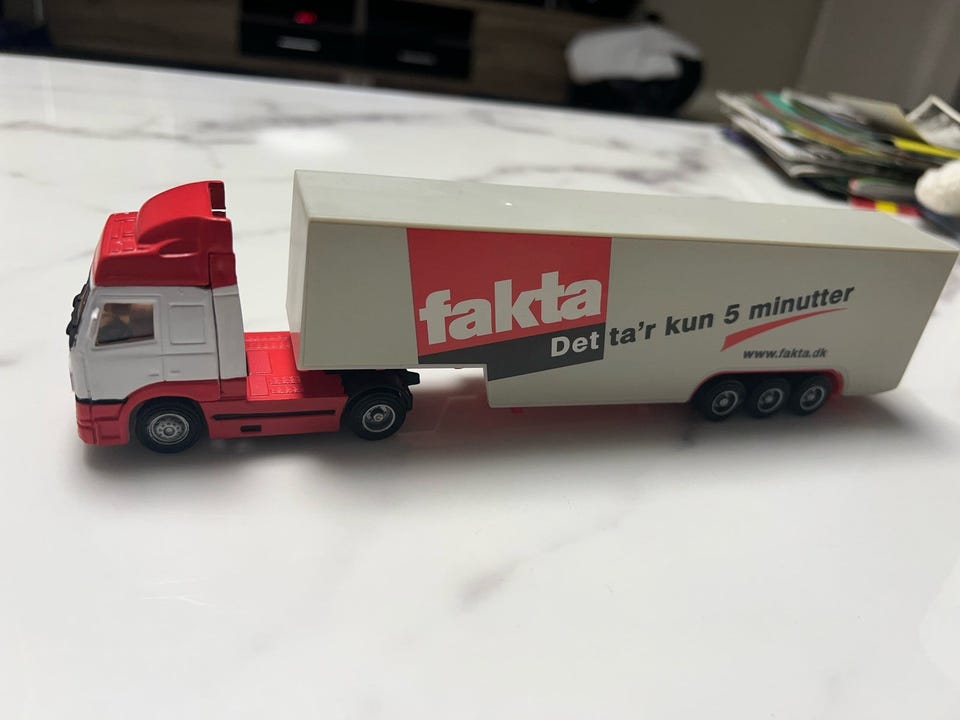 fakta
Det ta'r kun 5 minutter
www.fakta.dk